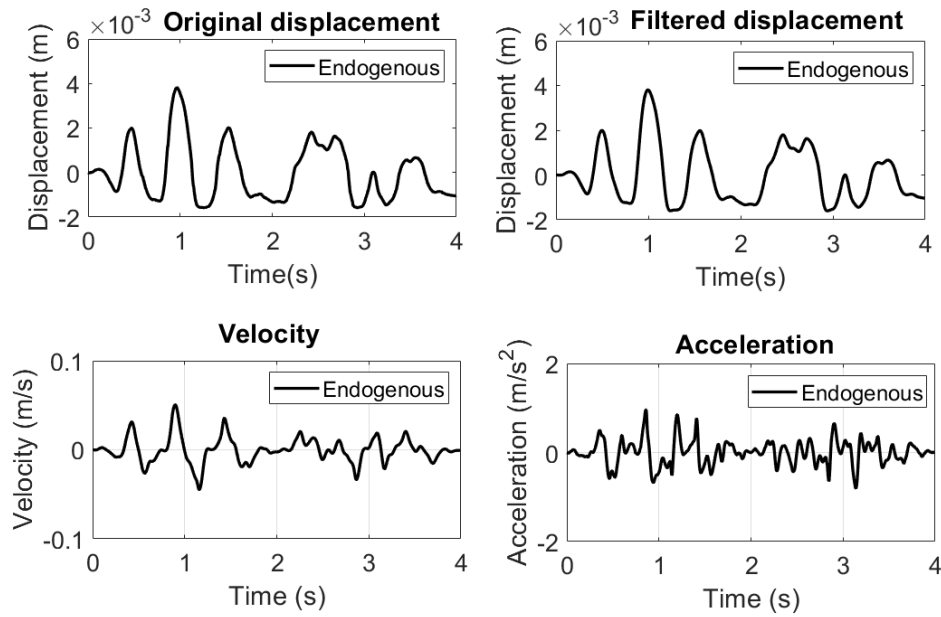 ×10⁻³ Original displacement
6
4
2
0
-2
Displacement (m)
Endogenous
0 1 2 3 4
Time(s)
×10⁻³ Filtered displacement
6
4
2
0
-2
Displacement (m)
Endogenous
0 1 2 3 4
Time(s)
Velocity
0.1
0
-0.1
Velocity (m/s)
Endogenous
0 1 2 3 4
Time (s)
Acceleration
2
0
-2
Acceleration (m/s²)
Endogenous
0 1 2 3 4
Time (s)